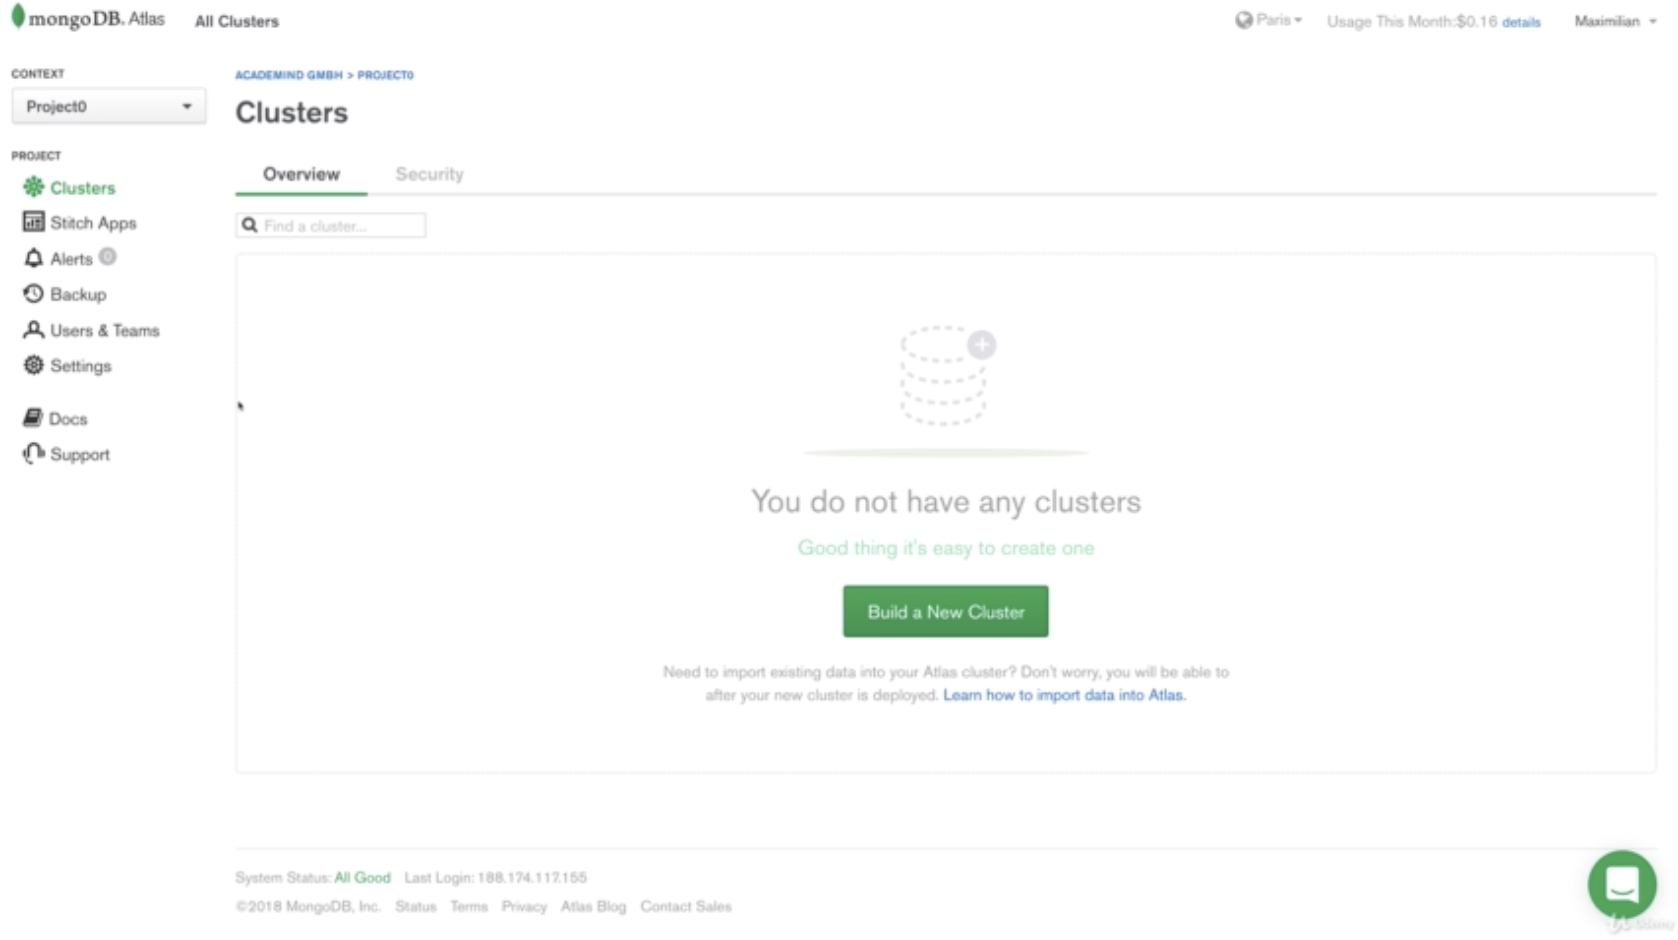 mongoDB. Atlas All Clusters Paris Usage This Month:$0.16 details Maximilian
CONTEXT
Project0
PROJECT
Clusters
Stitch Apps
Alerts 0
Backup
Users & Teams
Settings
Docs
Support
ACADEMIND GMBH > PROJECT0
Clusters
Overview Security
Find a cluster...
You do not have any clusters
Good thing it's easy to create one
Build a New Cluster
Need to import existing data into your Atlas cluster? Don't worry, you will be able to
after your new cluster is deployed. Learn how to import data into Atlas.
System Status: All Good Last Login: 188.174.117.155
©2018 MongoDB, Inc. Status Terms Privacy Atlas Blog Contact Sales
Udemy